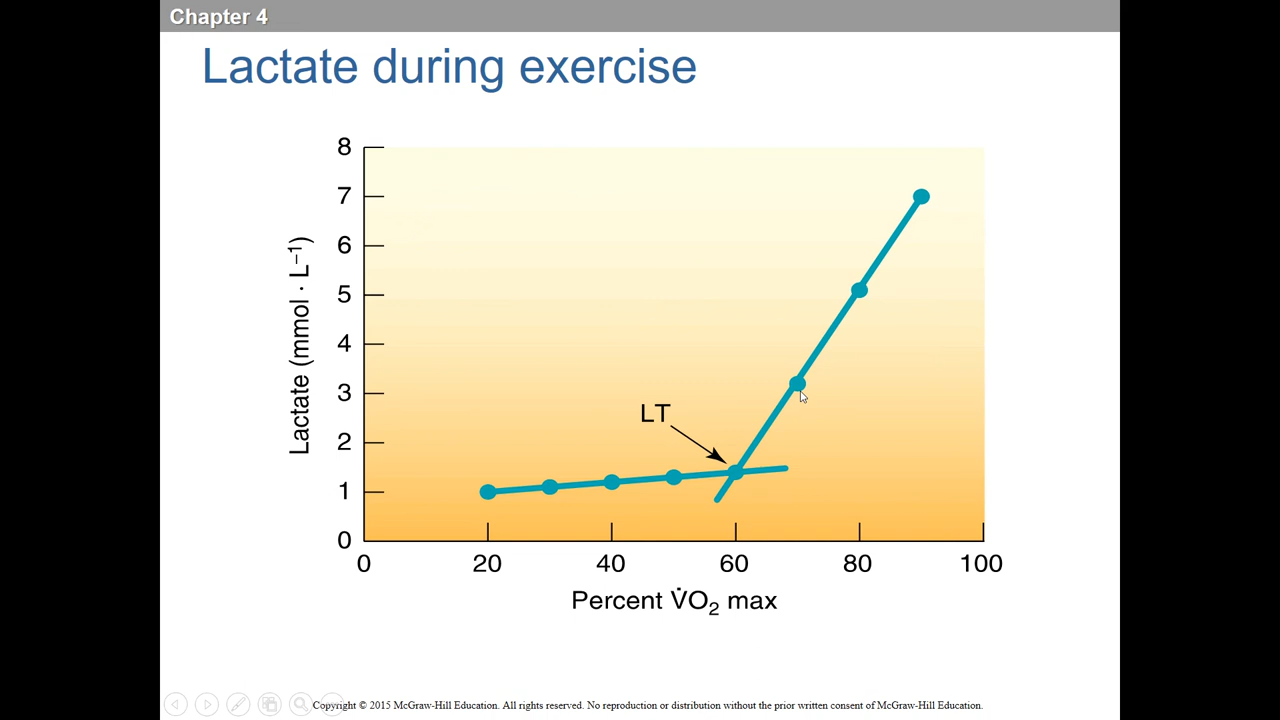 Chapter 4
Lactate during exercise
8
7
6
5
4
3
2
1
0
Lactate (mmol · L⁻¹)
LT
0 20 40 60 80 100
Percent V̇O₂ max
Copyright © 2015 McGraw-Hill Education. All rights reserved. No reproduction or distribution without the prior written consent of McGraw-Hill Education.